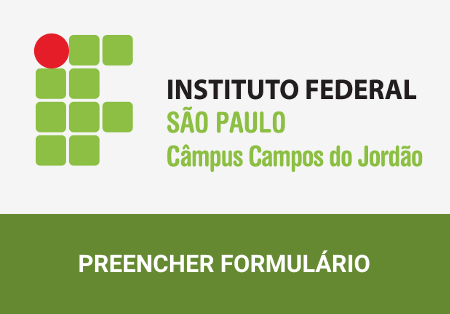 INSTITUTO FEDERAL
SÃO PAULO
Câmpus Campos do Jordão
PREENCHER FORMULÁRIO